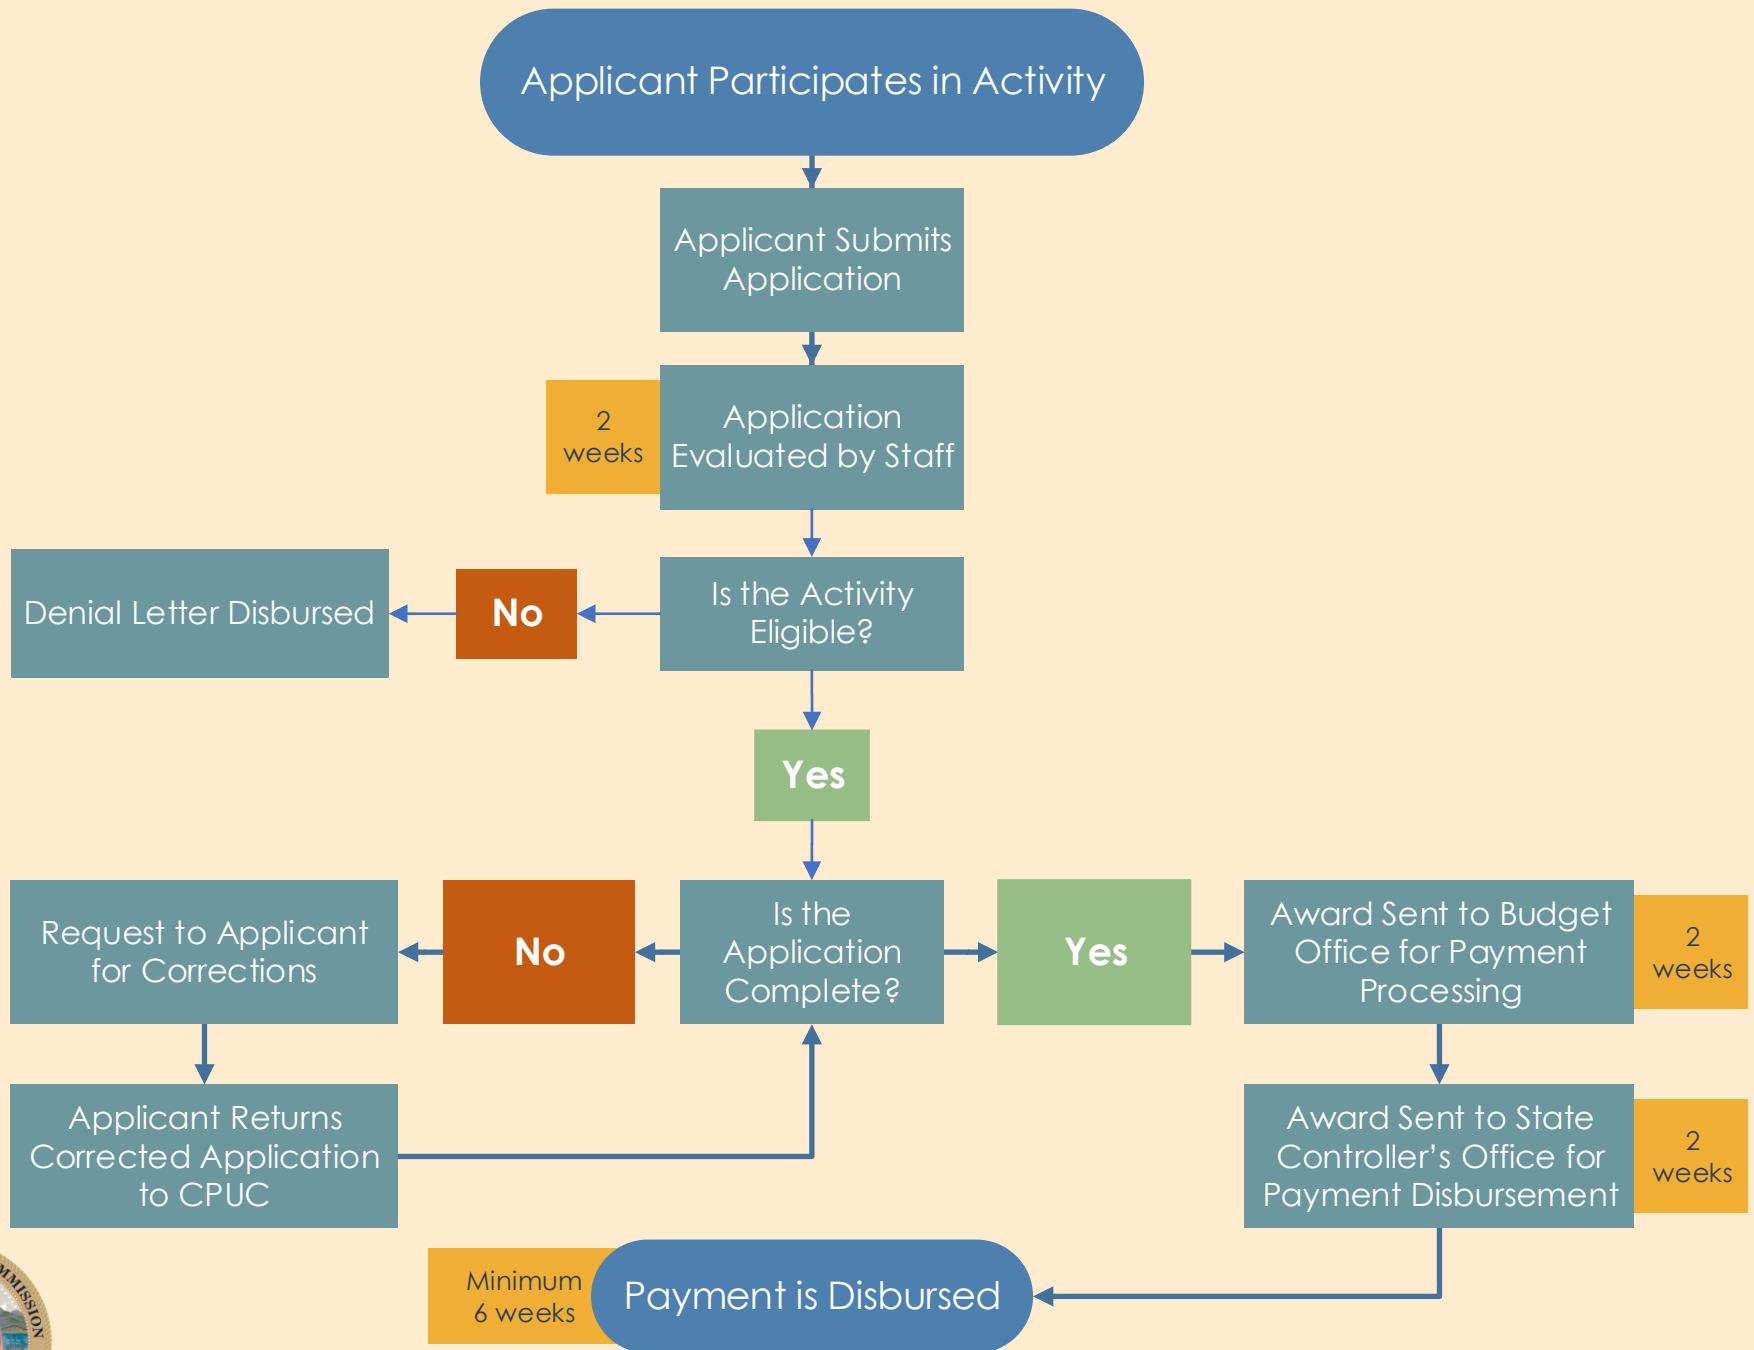 Applicant Participates in Activity
Applicant Submits
Application
2
weeks
Application
Evaluated by Staff
Denial Letter Disbursed
No
Is the Activity
Eligible?
Yes
Request to Applicant
for Corrections
No
Is the
Application
Complete?
Yes
Award Sent to Budget
Office for Payment
Processing
2
weeks
Applicant Returns
Corrected Application
to CPUC
Award Sent to State
Controller’s Office for
Payment Disbursement
2
weeks
Minimum
6 weeks
Payment is Disbursed